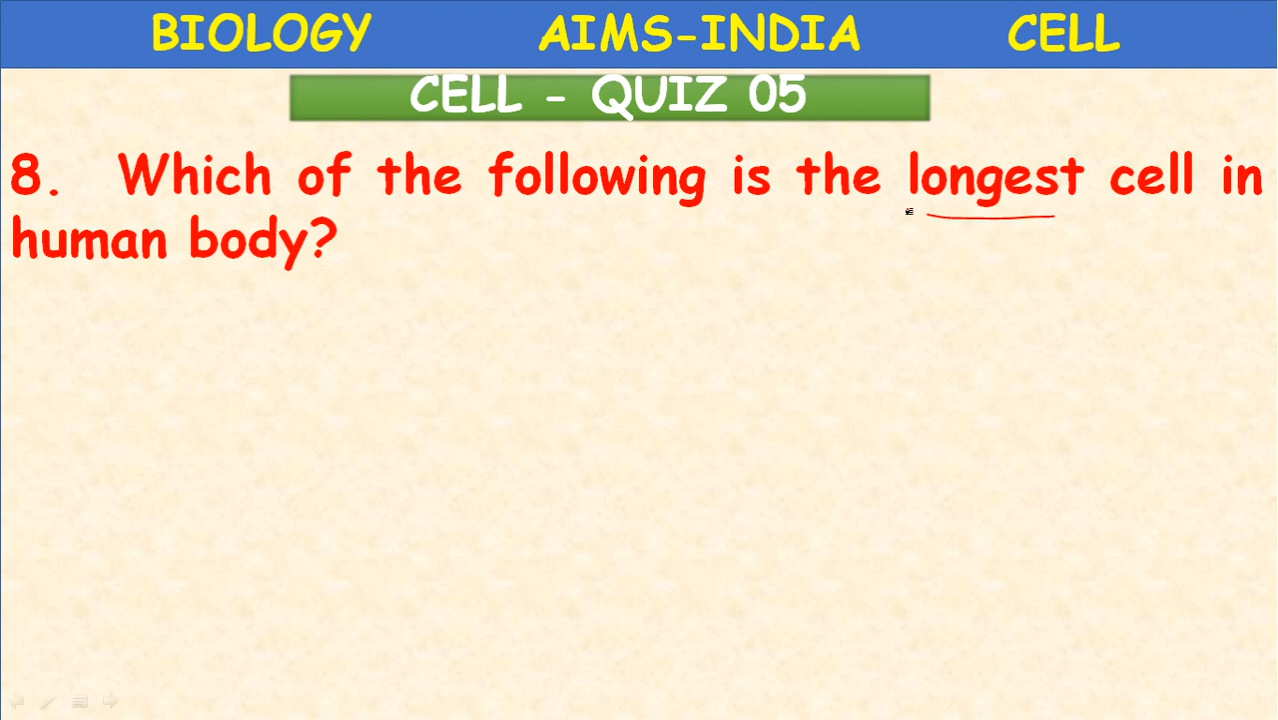 BIOLOGY AIMS-INDIA CELL
CELL - QUIZ 05
8. Which of the following is the longest cell in
human body?